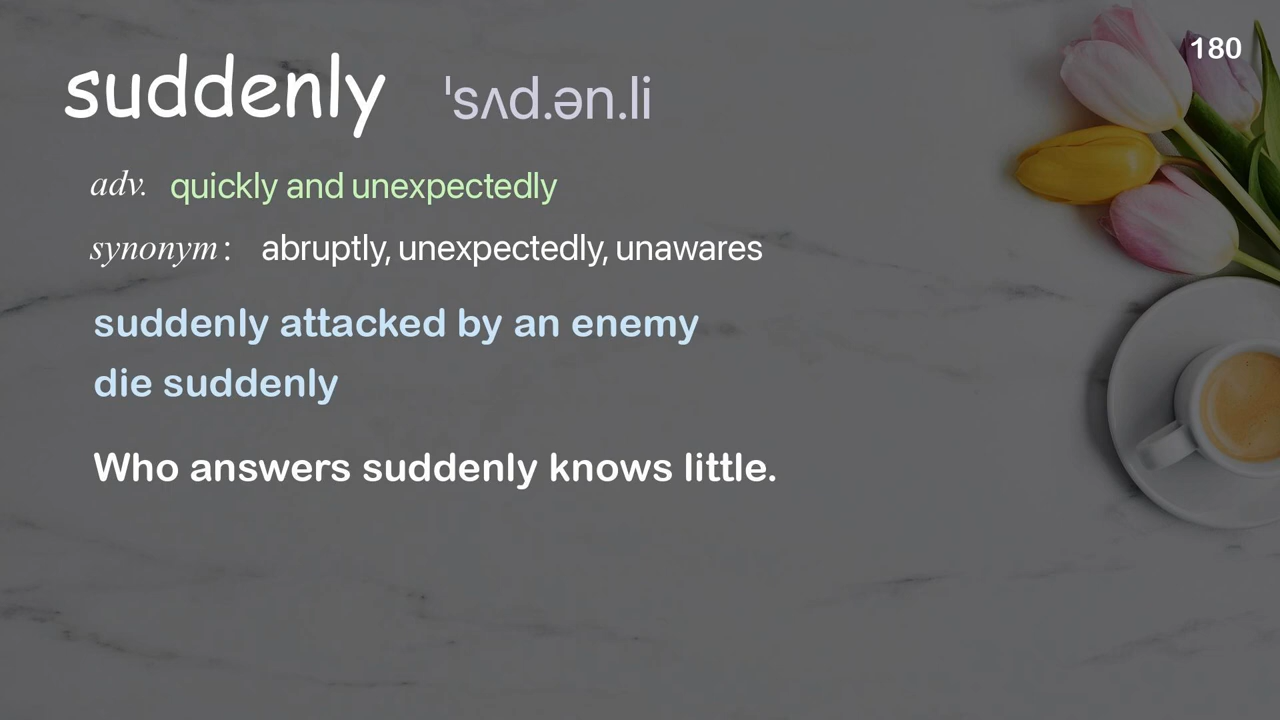 180
suddenly ˈsʌd.ən.li
adv. quickly and unexpectedly
synonym: abruptly, unexpectedly, unawares
suddenly attacked by an enemy
die suddenly
Who answers suddenly knows little.